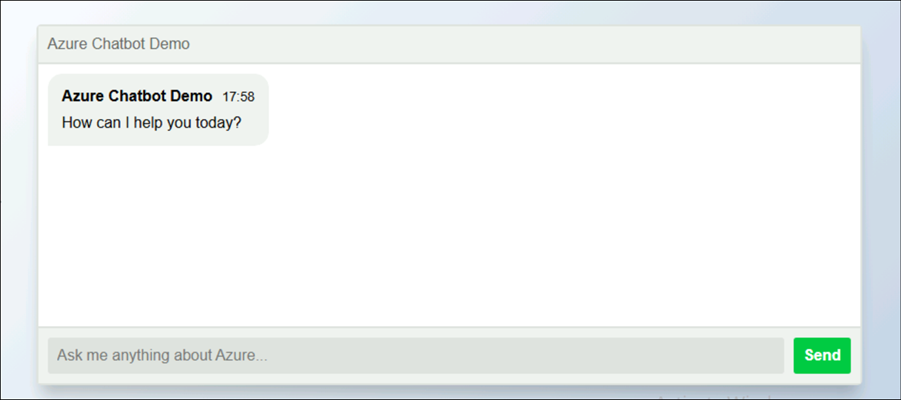 Azure Chatbot Demo
Azure Chatbot Demo 17:58
How can I help you today?
Ask me anything about Azure...
Send